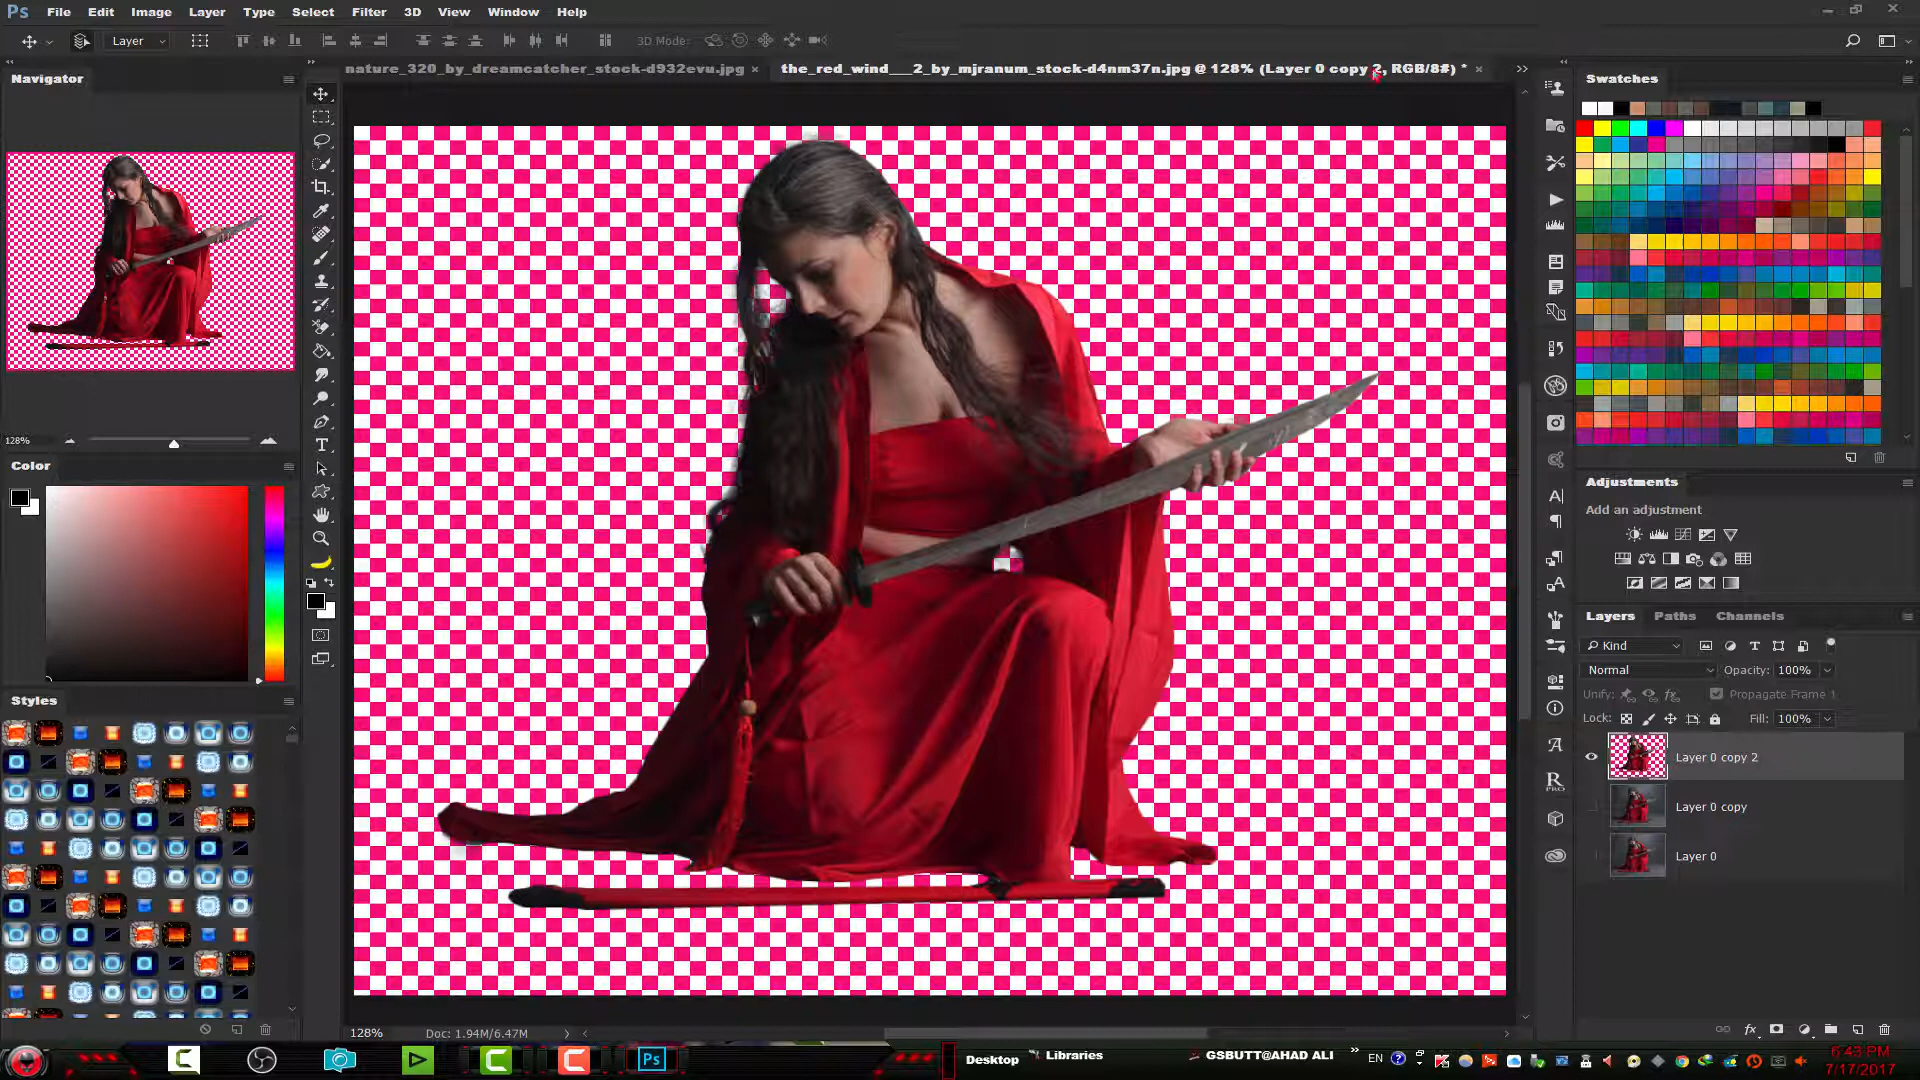 Ps File Edit Image Layer Type Select Filter 3D View Window Help
Layer 3D Mode:
Navigator
nature_320_by_dreamcatcher_stock-d932evu.jpg × the_red_wind___2_by_mjranum_stock-d4nm37n.jpg @ 128% (Layer 0 copy 2, RGB/8#) * ×
Swatches
128%
Color
Adjustments
Add an adjustment
Layers Paths Channels
Kind
Normal Opacity: 100%
Unify: Propagate Frame 1
Styles
Lock: Fill: 100%
Layer 0 copy 2
Layer 0 copy
Layer 0
128% Doc: 1.94M/6.47M
Desktop Libraries GSBUTT@AHAD ALI EN
6:43 PM
7/17/2017